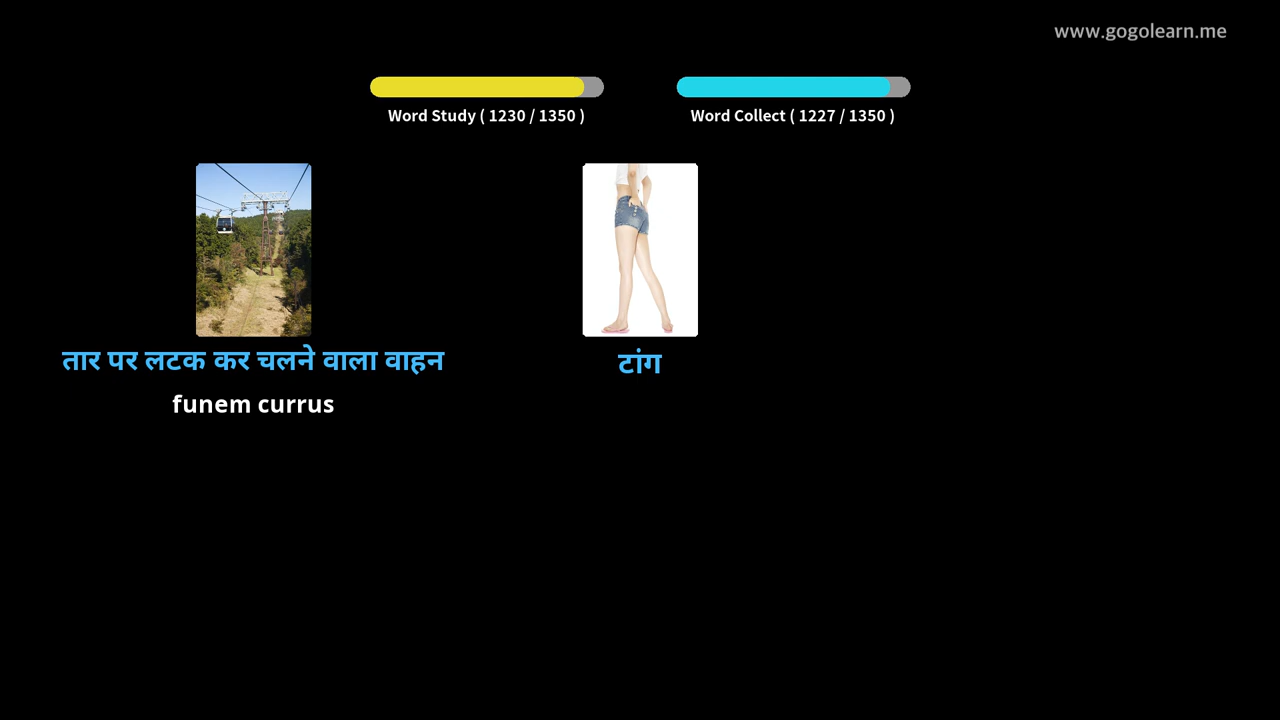 www.gogolearn.me
Word Study ( 1230 / 1350 )
Word Collect ( 1227 / 1350 )
तार पर लटक कर चलने वाला वाहन
टांग
funem currus